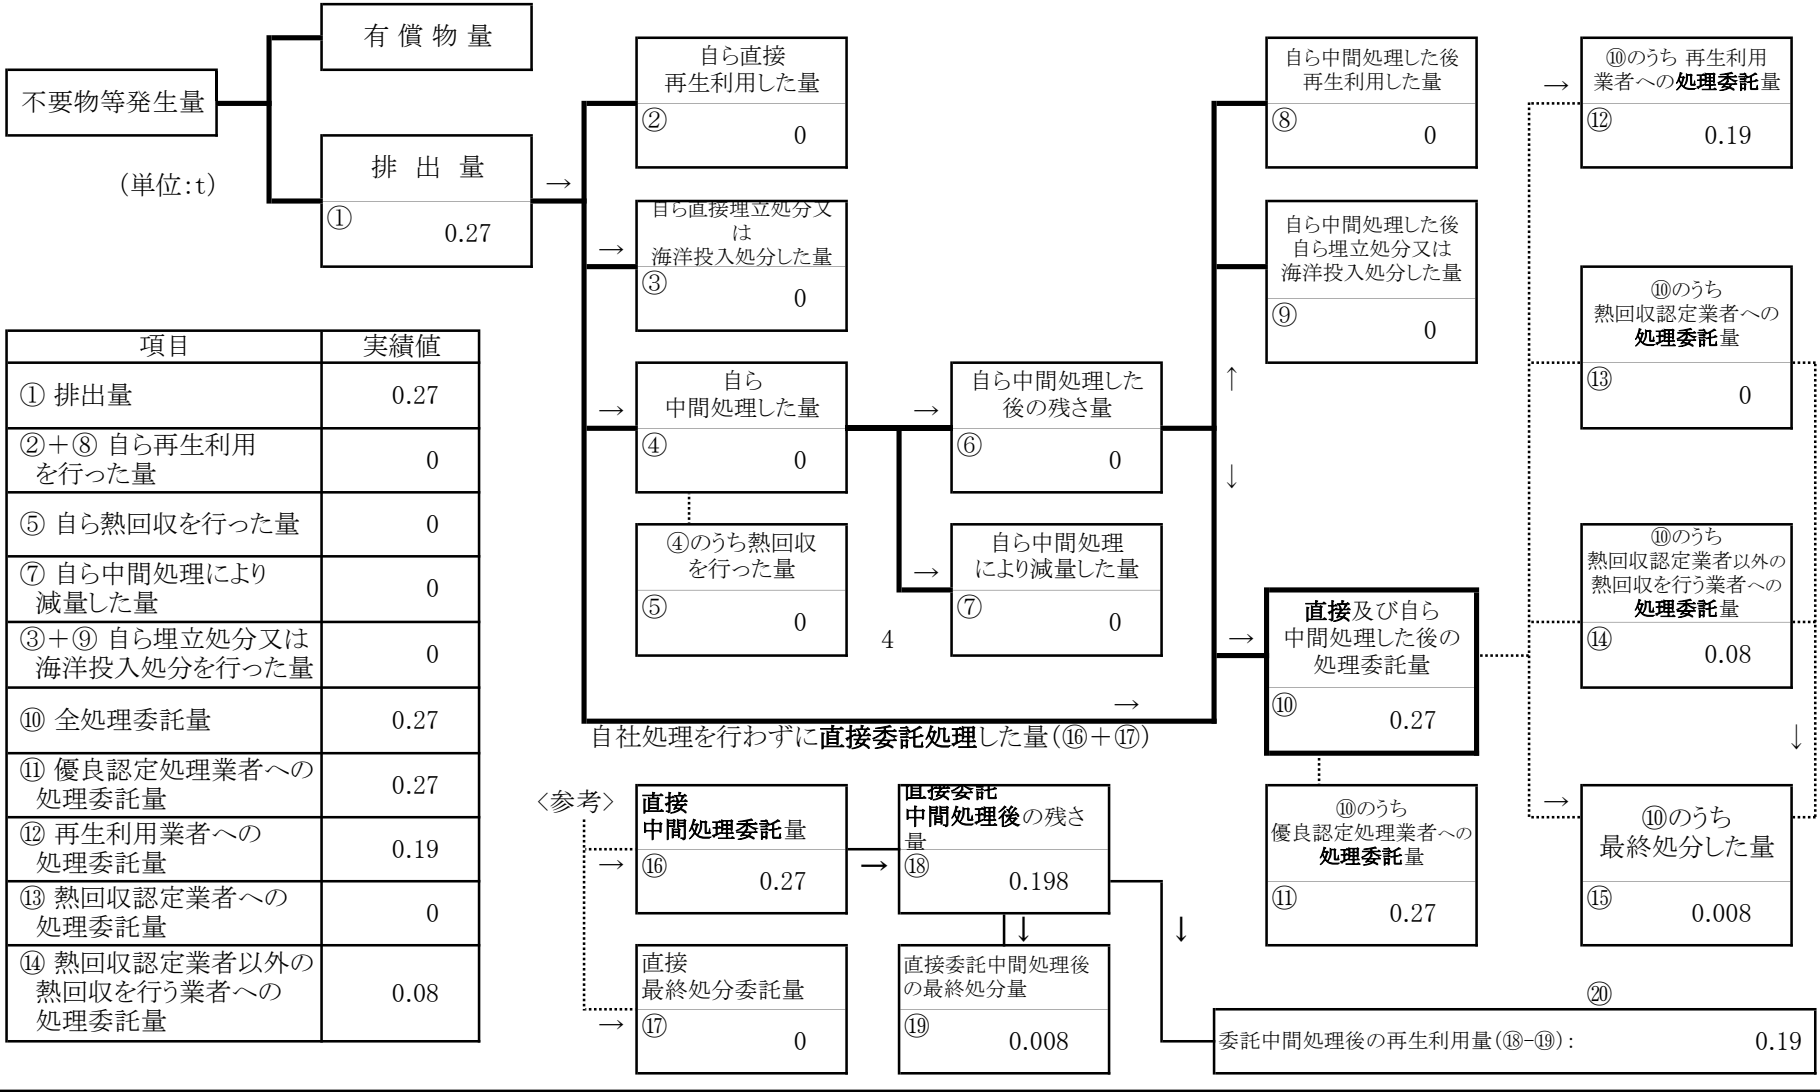 有 償 物 量
不要物等発生量
(単位:t)
排 出 量
→
①
0.27
自ら直接
再生利用した量
②
0
自ら直接埋立処分又
は
海洋投入処分した量
→
③
0
自ら
中間処理した量
→
④
0
④のうち熱回収
を行った量
⑤
0
→
自ら中間処理した
後の残さ量
⑥
0
自ら中間処理
により減量した量
→
⑦
0
4
自ら中間処理した後
再生利用した量
⑧
0
自ら中間処理した後
自ら埋立処分又は
海洋投入処分した量
⑨
0
↑
↓
→
直接及び自ら
中間処理した後の
処理委託量
⑩
0.27
⑩のうち
優良認定処理業者への
処理委託量
⑪
0.27
→
⑩のうち 再生利用
業者への処理委託量
⑫
0.19
⑩のうち
熱回収認定業者への
処理委託量
⑬
0
⑩のうち
熱回収認定業者以外の
熱回収を行う業者への
処理委託量
⑭
0.08
↓
→
⑩のうち
最終処分した量
⑮
0.008
→
自社処理を行わずに直接委託処理した量(⑯+⑰)
〈参考〉
直接
中間処理委託量
→
⑯
0.27
→
直接委託
中間処理後の残さ
量
⑱
0.198
↓
↓
直接
最終処分委託量
→
⑰
0
直接委託中間処理後
の最終処分量
⑲
0.008
⑳
委託中間処理後の再生利用量(⑱-⑲):
0.19
項目 実績値
① 排出量 0.27
②+⑧ 自ら再生利用
を行った量 0
⑤ 自ら熱回収を行った量 0
⑦ 自ら中間処理により
減量した量 0
③+⑨ 自ら埋立処分又は
海洋投入処分を行った量 0
⑩ 全処理委託量 0.27
⑪ 優良認定処理業者への
処理委託量 0.27
⑫ 再生利用業者への
処理委託量 0.19
⑬ 熱回収認定業者への
処理委託量 0
⑭ 熱回収認定業者以外の
熱回収を行う業者への
処理委託量 0.08